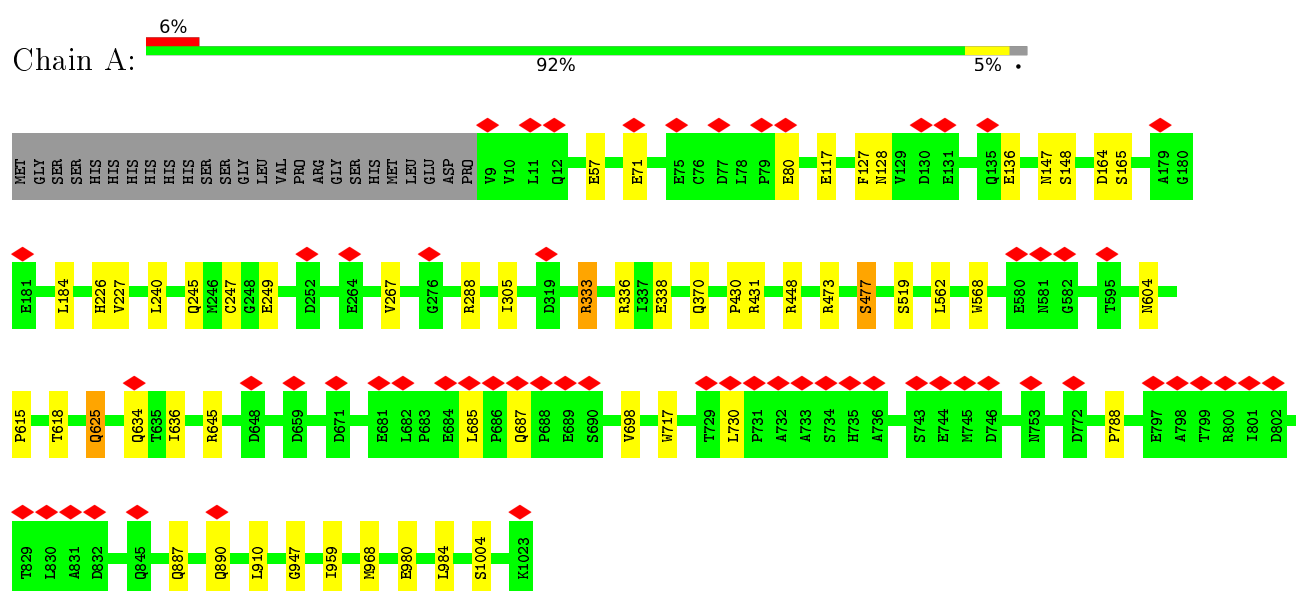 6%
Chain A:
92% 5% •
MET GLY SER SER HIS HIS HIS HIS HIS HIS SER SER GLY LEU VAL PRO ARG GLY SER HIS MET LEU GLU ASP PRO V9 V10 L11 Q12 E57 E71 E75 C76 D77 L78 P79 E80 E117 F127 N128 V129 D130 E131 Q135 E136 N147 S148 D164 S165 A179 G180
E181 L184 H226 V227 L240 Q245 M246 C247 G248 E249 D252 E264 V267 G276 R288 I305 D319 R333 R336 I337 E338 Q370 P430 R431 R448 R473 S477 S519 L562 W568 E580 N581 G582 T595 N604
P615 T618 Q625 Q634 T635 I636 R645 D648 D659 D671 E681 L682 P683 E684 L685 P686 Q687 P688 E689 S690 V698 W717 T729 L730 P731 A732 A733 S734 H735 A736 S743 E744 M745 D746 N753 D772 P788 E797 A798 T799 R800 I801 D802
T829 L830 A831 D832 Q845 Q887 Q890 L910 G947 I959 M968 E980 L984 S1004 K1023